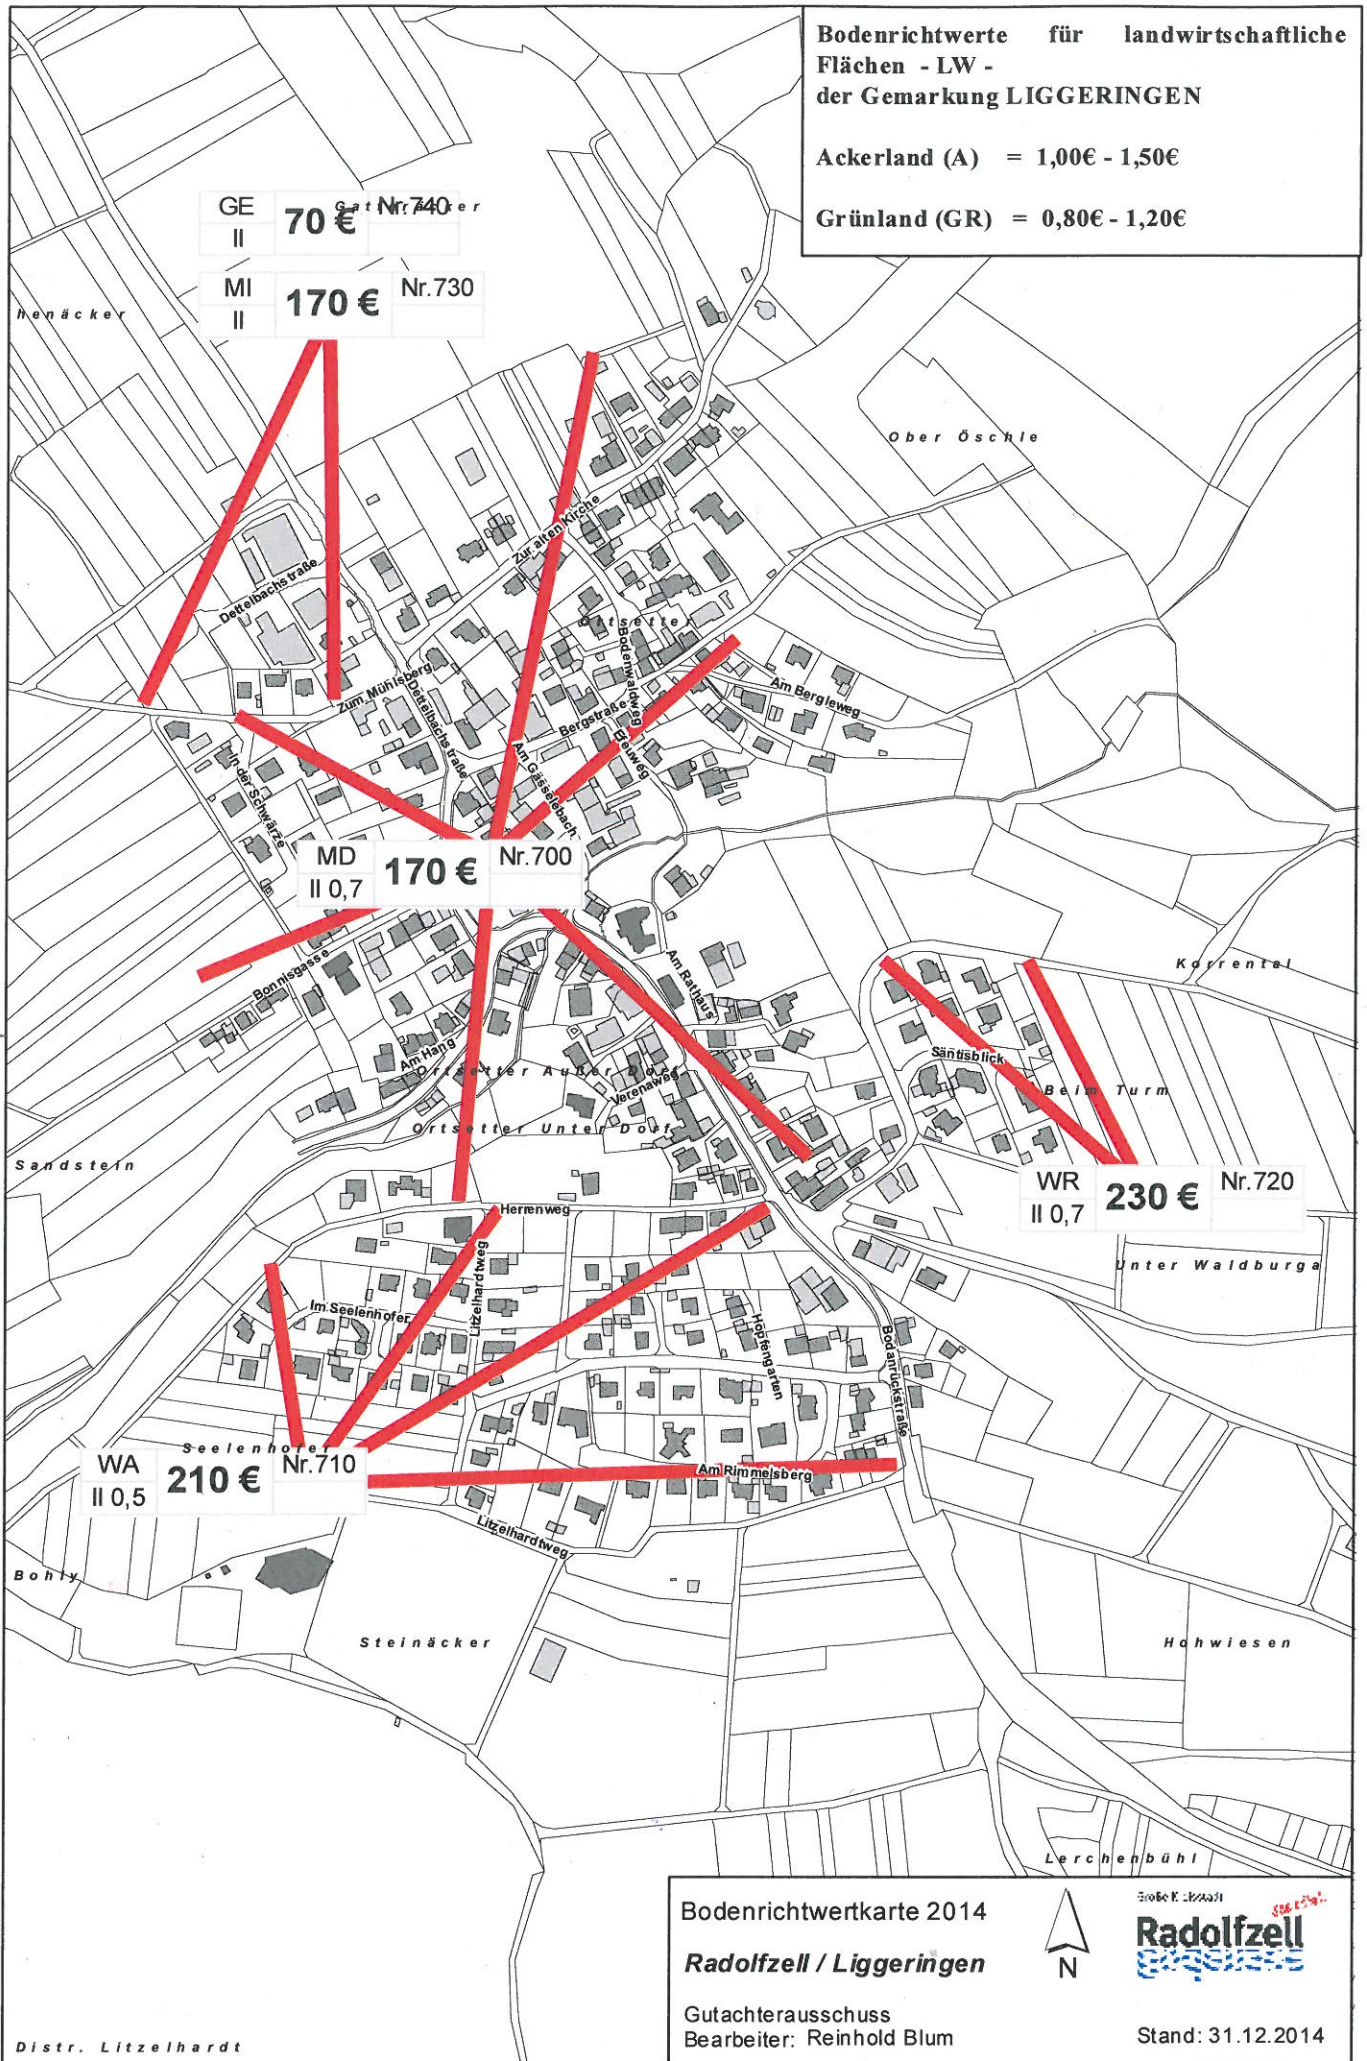 Bodenrichtwerte für landwirtschaftliche
Flächen - LW -
der Gemarkung LIGGERINGEN
Ackerland (A) = 1,00€ - 1,50€
Grünland (GR) = 0,80€ - 1,20€
GE
II
70 €
Nr.740
MI
II
170 €
Nr.730
henäcker
Ober Öschle
Zur alten Kirche
Dettelbachstraße
Ortsetter
Bodenwaldweg
Zum Mühlsberg
Dettelbachstraße
Am Bergleweg
Bergstraße
Efeuweg
Am Gässelebach
In der Schwärze
MD
II 0,7
170 €
Nr.700
Bonnisgasse
Am Rathaus
Korrental
Am Hang
Säntisblick
Ortsetter Außer Dorf
Verenaweg
Beim Turm
Ortsetter Unter Dorf
Sandstein
WR
II 0,7
230 €
Nr.720
Herrenweg
Litzelhardtweg
Unter Waldburga
Im Seelenhofer
Hopfengarten
Bodanrückstraße
Seelenhofer
WA
II 0,5
210 €
Nr.710
Am Rimmelsberg
Litzelhardtweg
Bohly
Steinäcker
Hohwiesen
Lerchenbühl
Distr. Litzelhardt
Bodenrichtwertkarte 2014
Radolfzell / Liggeringen
Gutachterausschuss
Bearbeiter: Reinhold Blum
N
Radolfzell
Stand: 31.12.2014